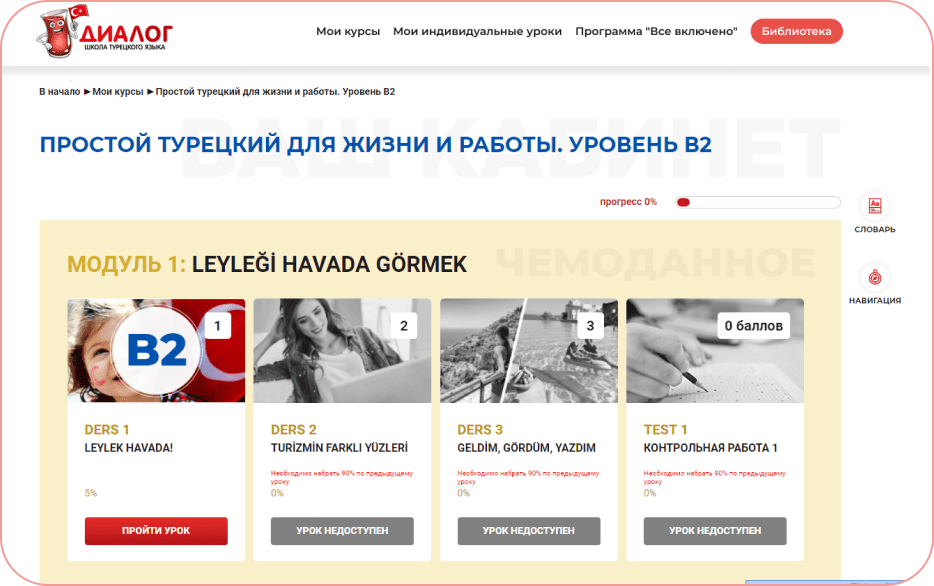 ДИАЛОГ
ШКОЛА ТУРЕЦКОГО ЯЗЫКА
Мои курсы Мои индивидуальные уроки Программа "Все включено" Библиотека
В начало ►Мои курсы ►Простой турецкий для жизни и работы. Уровень B2
ВАШ КАБИНЕТ
ПРОСТОЙ ТУРЕЦКИЙ ДЛЯ ЖИЗНИ И РАБОТЫ. УРОВЕНЬ B2
прогресс 0%
Aa
СЛОВАРЬ
НАВИГАЦИЯ
ЧЕМОДАННОЕ
МОДУЛЬ 1: LEYLEĞİ HAVADA GÖRMEK
B2
1
2
3
0 баллов
DERS 1
LEYLEK HAVADA!
5%
ПРОЙТИ УРОК
DERS 2
TURİZMİN FARKLI YÜZLERİ
Необходимо набрать 90% по предыдущему
уроку
0%
УРОК НЕДОСТУПЕН
DERS 3
GELDİM, GÖRDÜM, YAZDIM
Необходимо набрать 90% по предыдущему
уроку
0%
УРОК НЕДОСТУПЕН
TEST 1
КОНТРОЛЬНАЯ РАБОТА 1
Необходимо набрать 90% по предыдущему
уроку
0%
УРОК НЕДОСТУПЕН